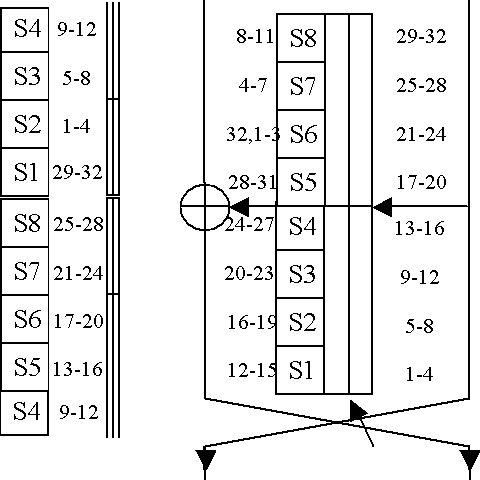 S4 9-12
S3 5-8
S2 1-4
S1 29-32
S8 25-28
S7 21-24
S6 17-20
S5 13-16
S4 9-12
8-11 S8 29-32
4-7 S7 25-28
32,1-3 S6 21-24
28-31 S5 17-20
24-27 S4 13-16
20-23 S3 9-12
16-19 S2 5-8
12-15 S1 1-4